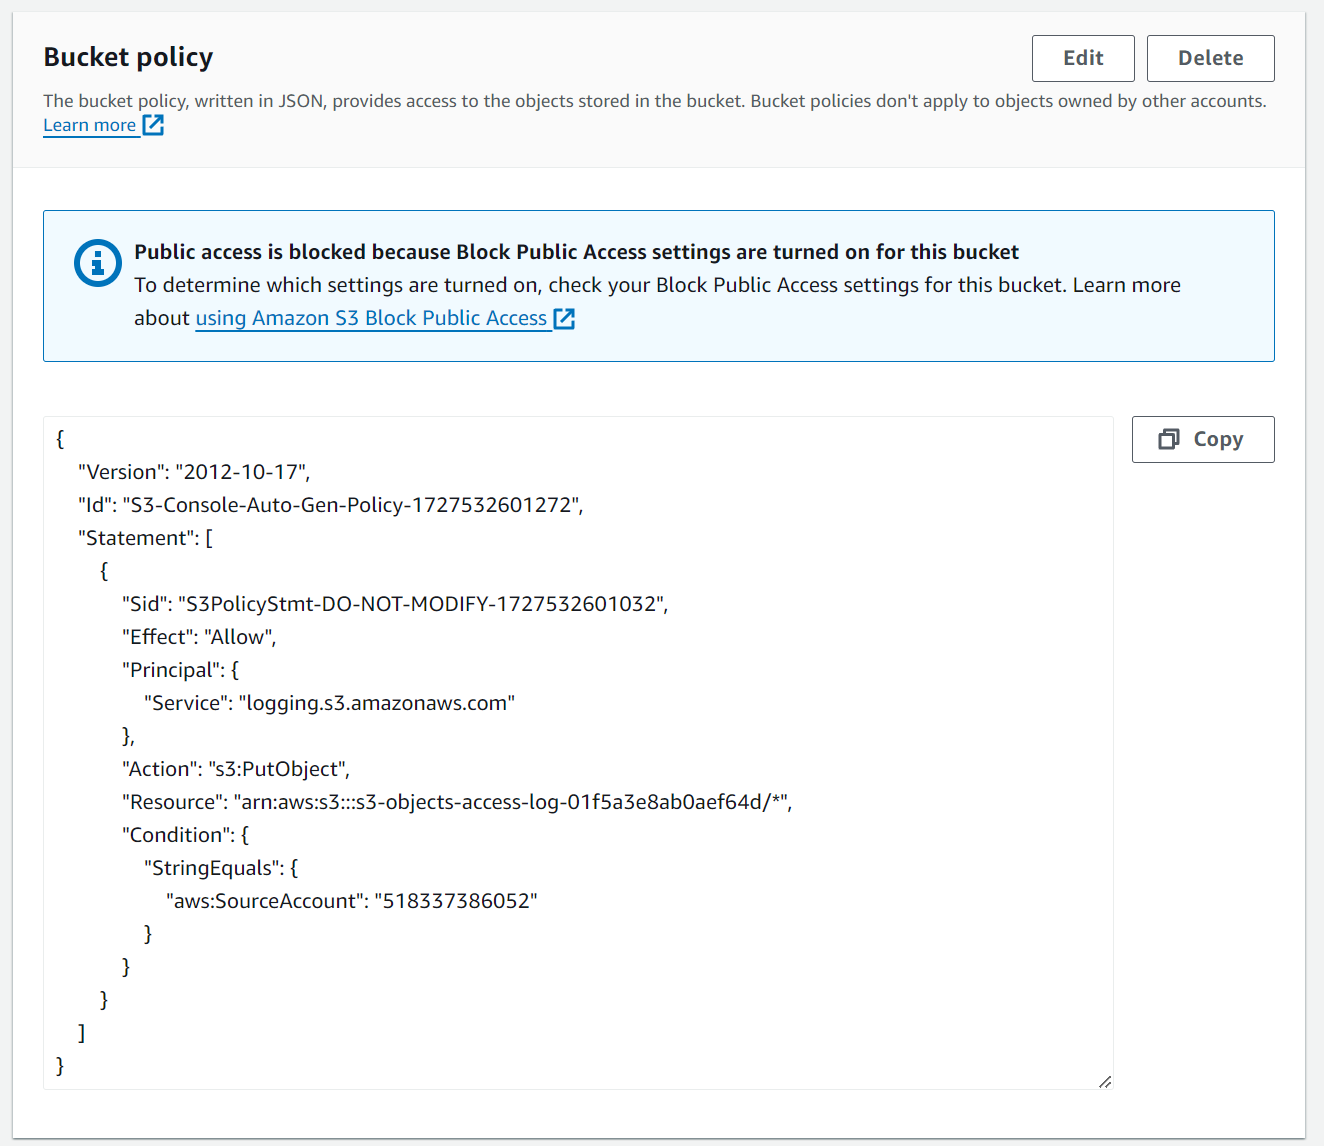 Bucket policy
Edit
Delete
The bucket policy, written in JSON, provides access to the objects stored in the bucket. Bucket policies don't apply to objects owned by other accounts.
Learn more
Public access is blocked because Block Public Access settings are turned on for this bucket
To determine which settings are turned on, check your Block Public Access settings for this bucket. Learn more
about using Amazon S3 Block Public Access
Copy
{
"Version": "2012-10-17",
"Id": "S3-Console-Auto-Gen-Policy-1727532601272",
"Statement": [
{
"Sid": "S3PolicyStmt-DO-NOT-MODIFY-1727532601032",
"Effect": "Allow",
"Principal": {
"Service": "logging.s3.amazonaws.com"
},
"Action": "s3:PutObject",
"Resource": "arn:aws:s3:::s3-objects-access-log-01f5a3e8ab0aef64d/*",
"Condition": {
"StringEquals": {
"aws:SourceAccount": "518337386052"
}
}
}
]
}